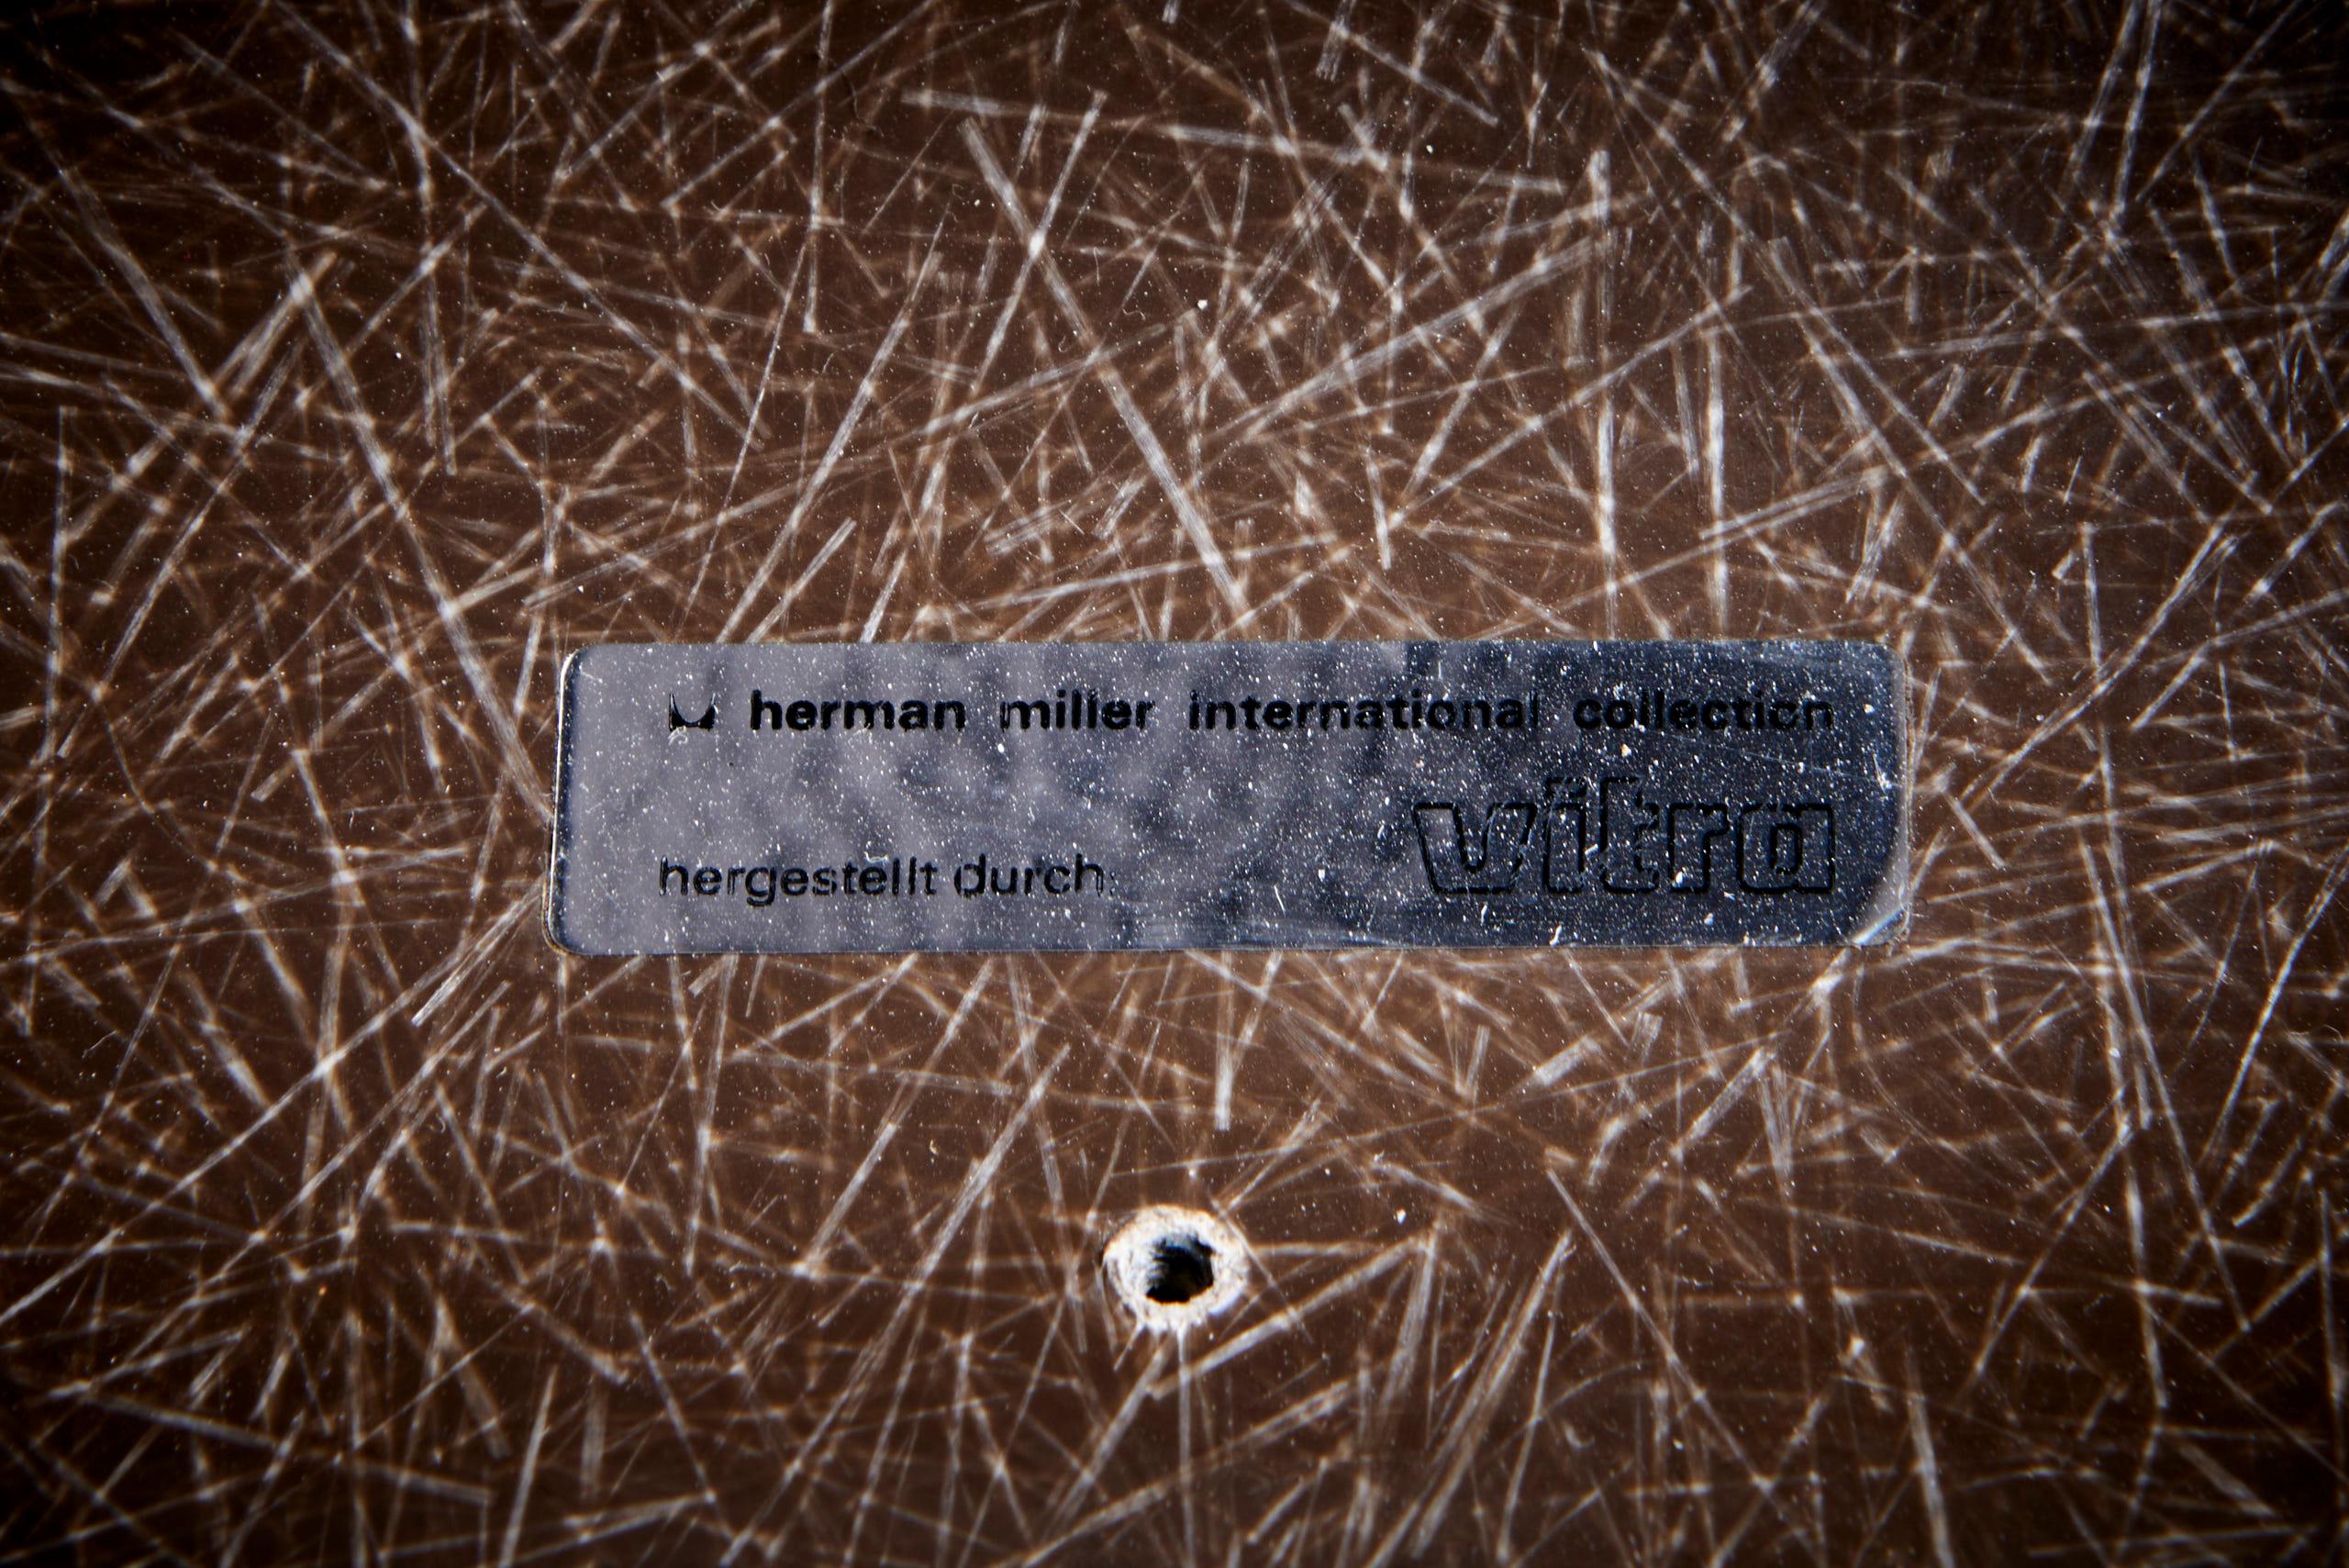 herman miller international collection
vitra
hergestellt durch: